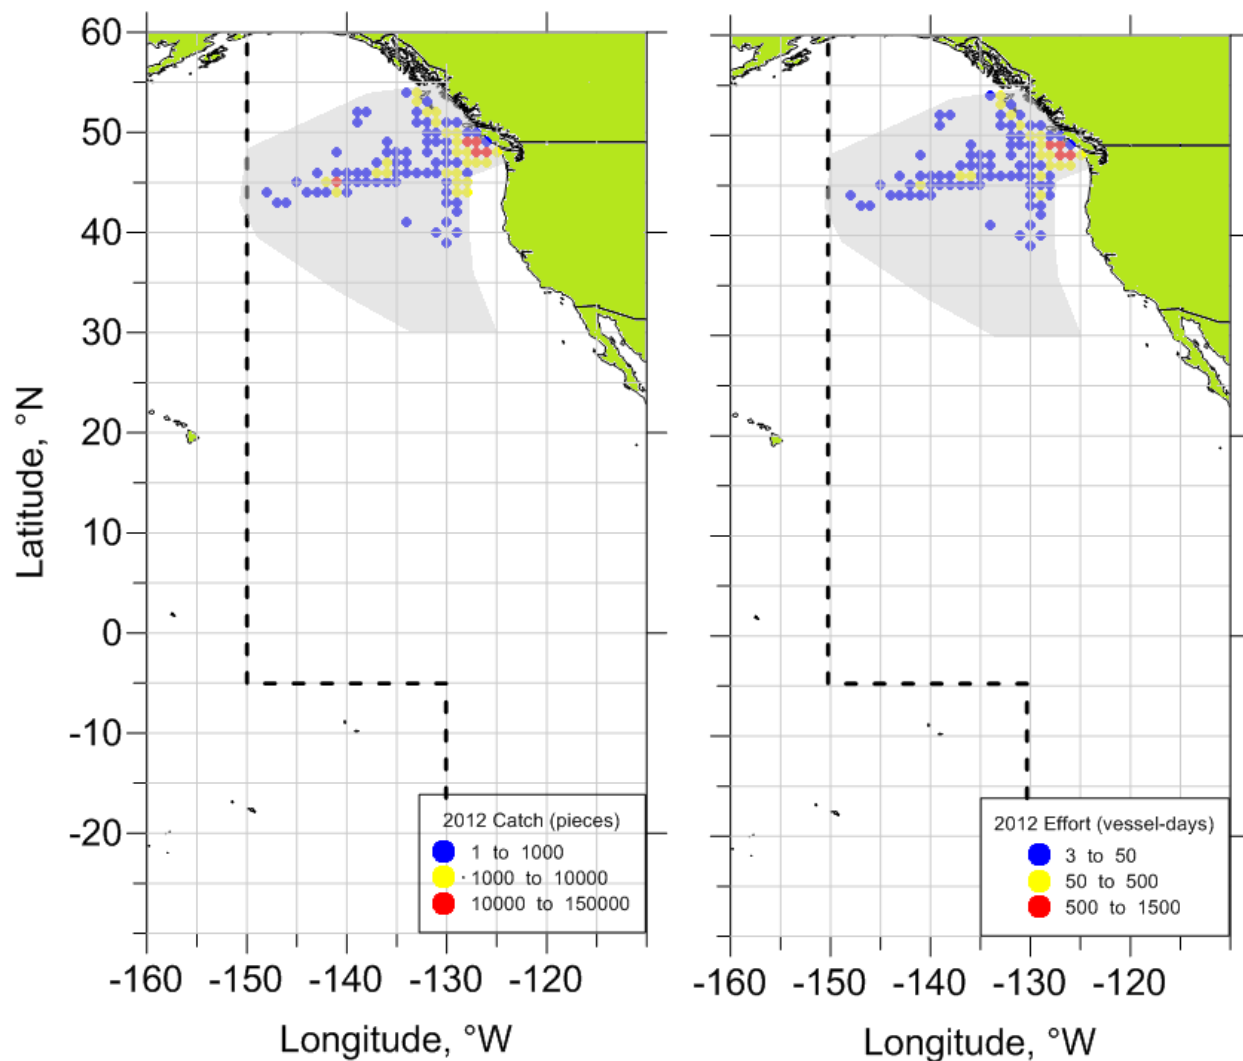 60
50
40
30
20
10
0
-10
-20
Latitude, °N
2012 Catch (pieces)
1 to 1000
1000 to 10000
10000 to 150000
-160 -150 -140 -130 -120
Longitude, °W
2012 Effort (vessel-days)
3 to 50
50 to 500
500 to 1500
-160 -150 -140 -130 -120
Longitude, °W